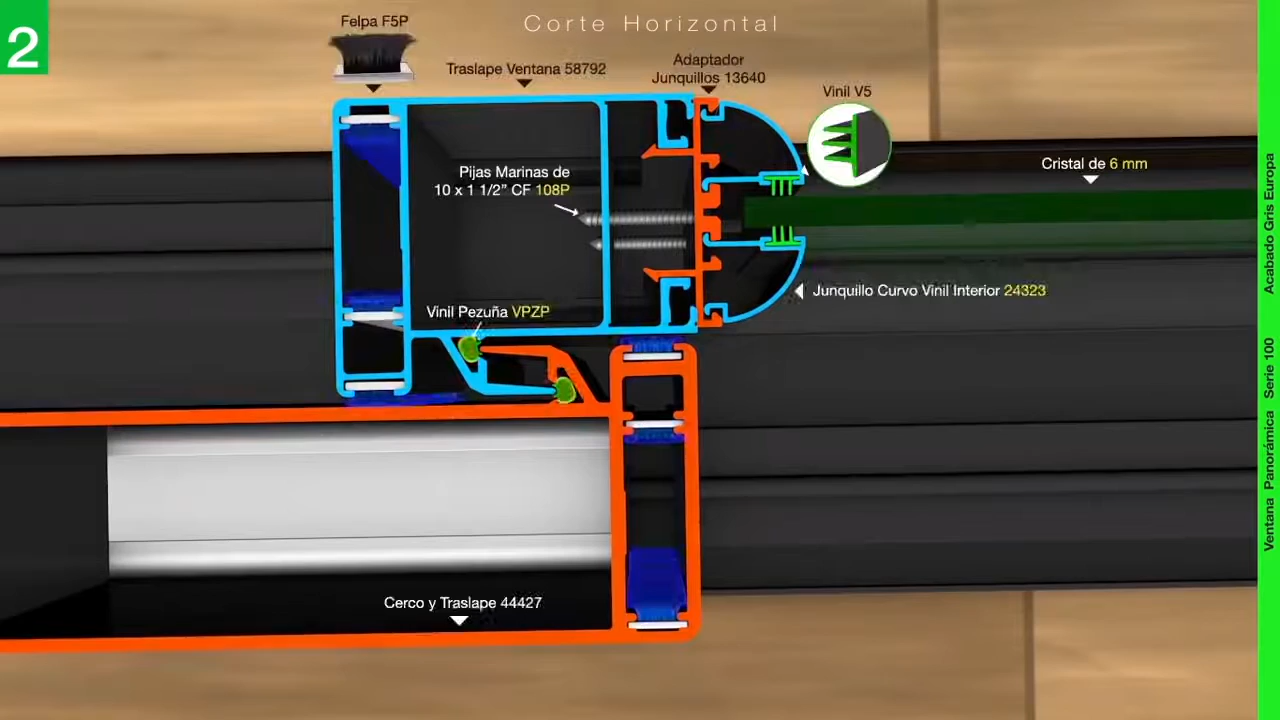 2
Corte Horizontal
Felpa F5P
Traslape Ventana 58792
Adaptador
Junquillos 13640
Vinil V5
Cristal de 6 mm
Pijas Marinas de
10 x 1 1/2” CF 108P
Junquillo Curvo Vinil Interior 24323
Vinil Pezuña VPZP
Cerco y Traslape 44427
Ventana Panorámica Serie 100 Acabado Gris Europa